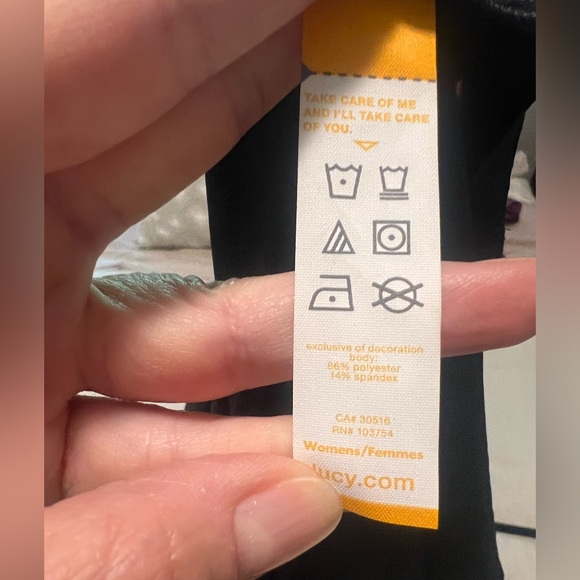 TAKE CARE OF ME
AND I'LL TAKE CARE
OF YOU.
exclusive of decoration
body:
86% polyester
14% spandex
CA# 30516
RN# 103754
Womens/Femmes
lucy.com